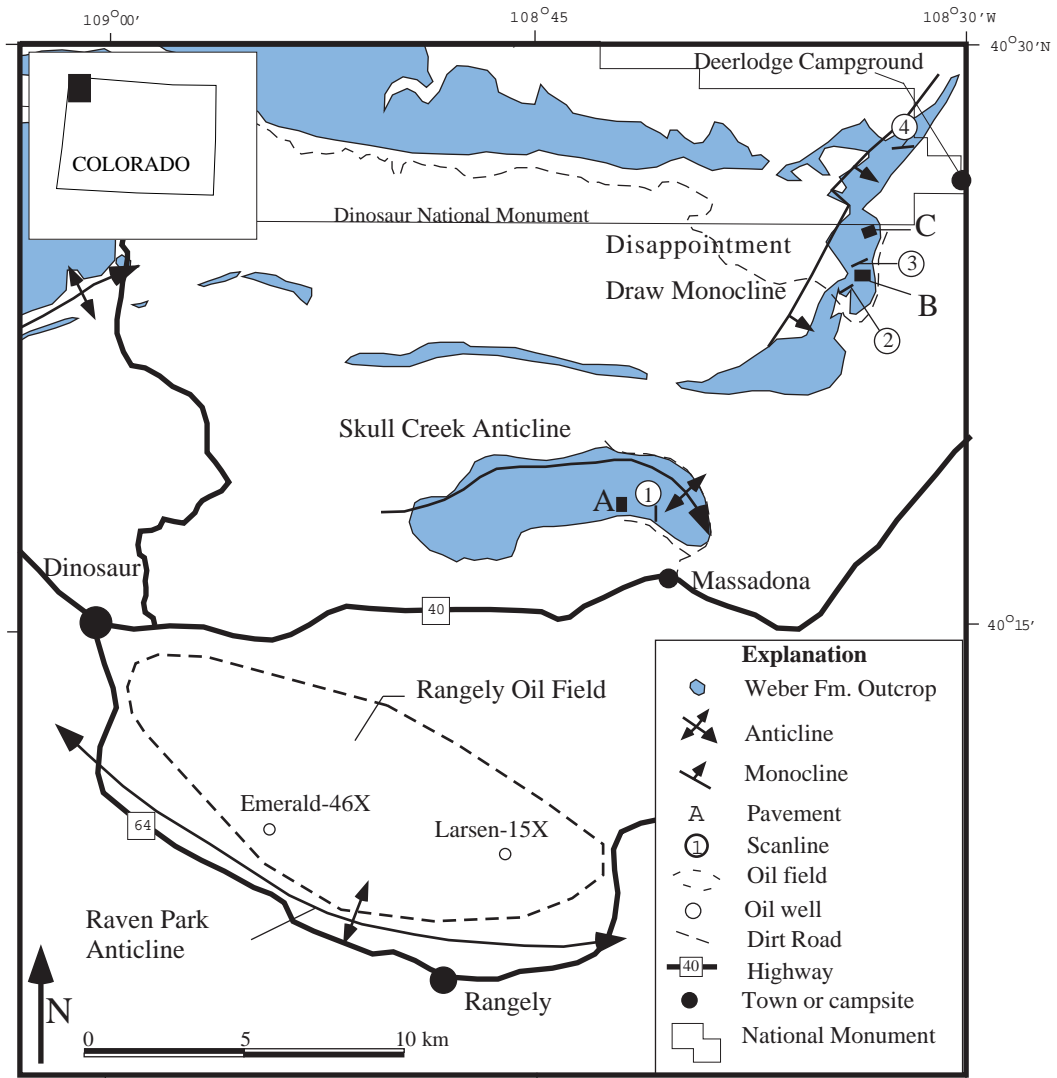 109°00'
108°45
108°30'W
40°30'N
Deerlodge Campground
COLORADO
4
Dinosaur National Monument
C
Disappointment
3
Draw Monocline
B
2
Skull Creek Anticline
A
1
Dinosaur
Massadona
40
40°15'
Rangely Oil Field
Emerald-46X
64
Larsen-15X
Raven Park
Anticline
Rangely
N
0 5 10 km
Explanation
Weber Fm. Outcrop
Anticline
Monocline
A Pavement
1 Scanline
Oil field
Oil well
Dirt Road
40 Highway
Town or campsite
National Monument